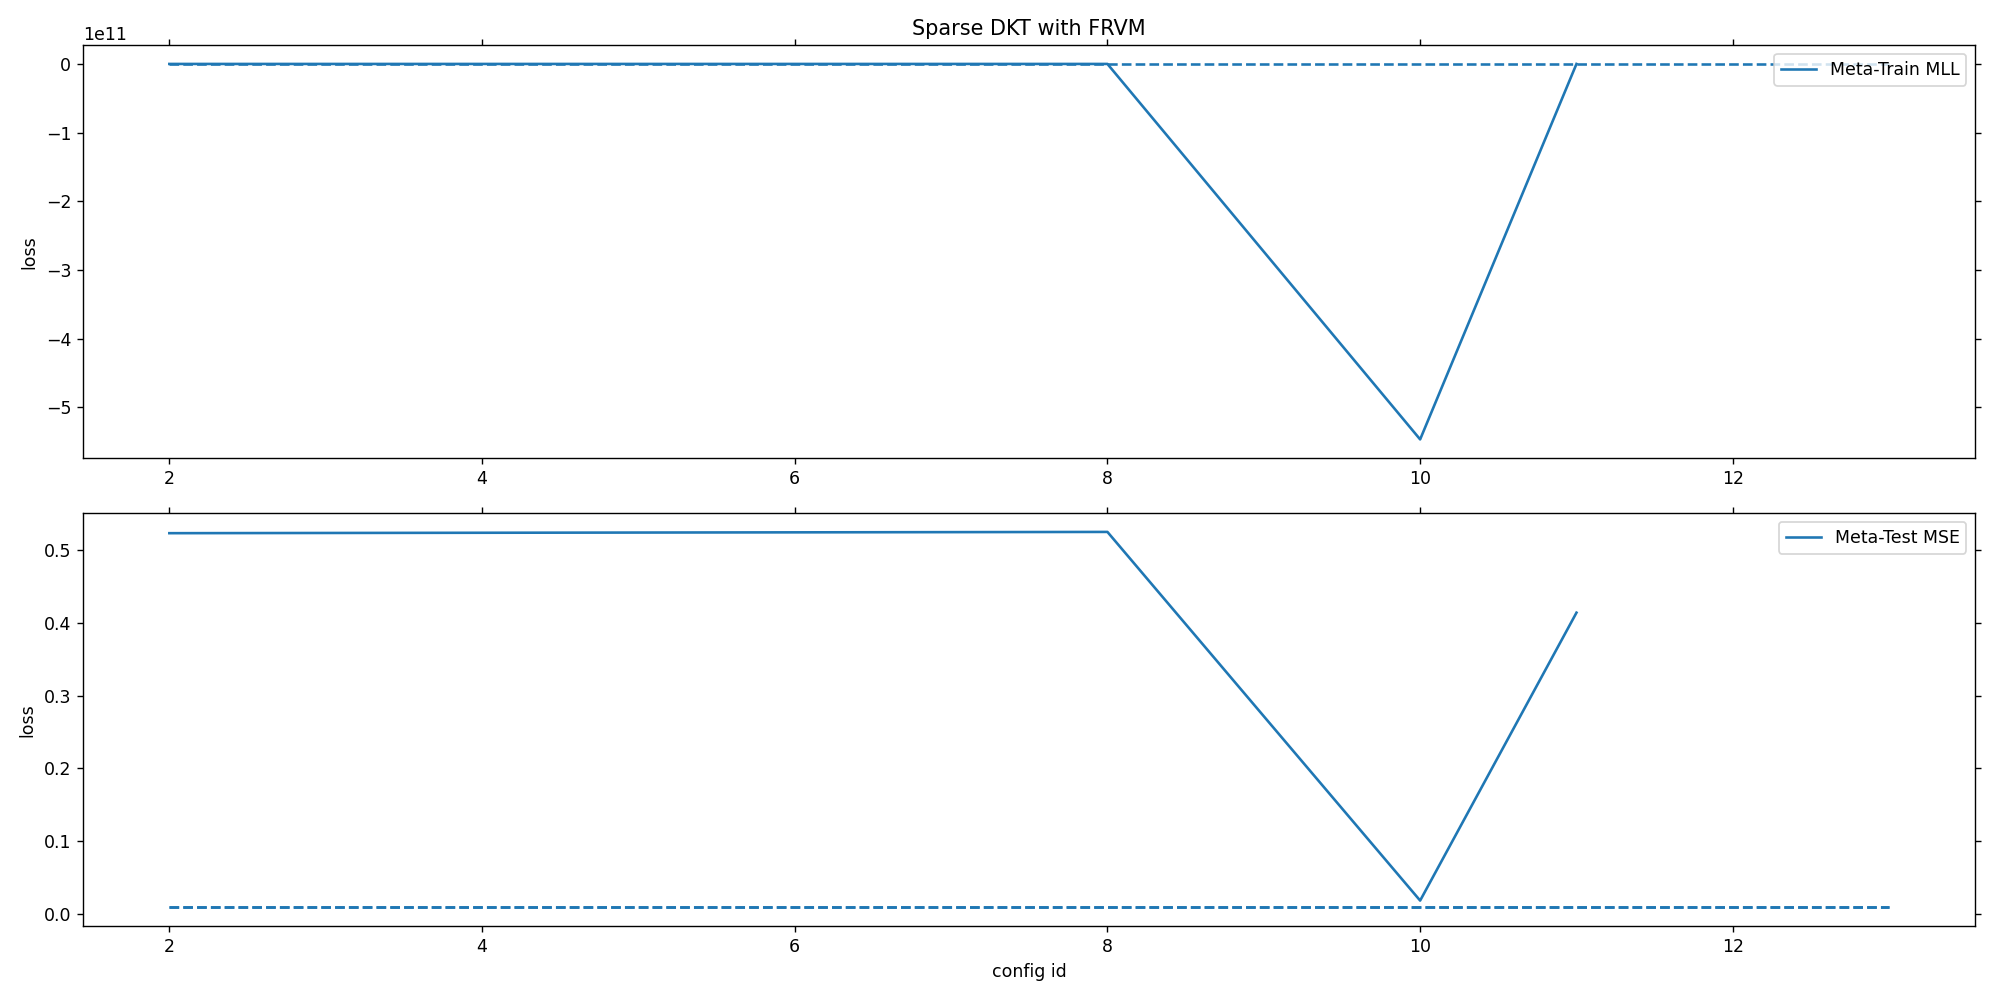 Sparse DKT with FRVM
1e11
0
−1
−2
−3
−4
−5
loss
Meta-Train MLL
2 4 6 8 10 12
0.5
0.4
0.3
0.2
0.1
0.0
loss
Meta-Test MSE
2 4 6 8 10 12
config id